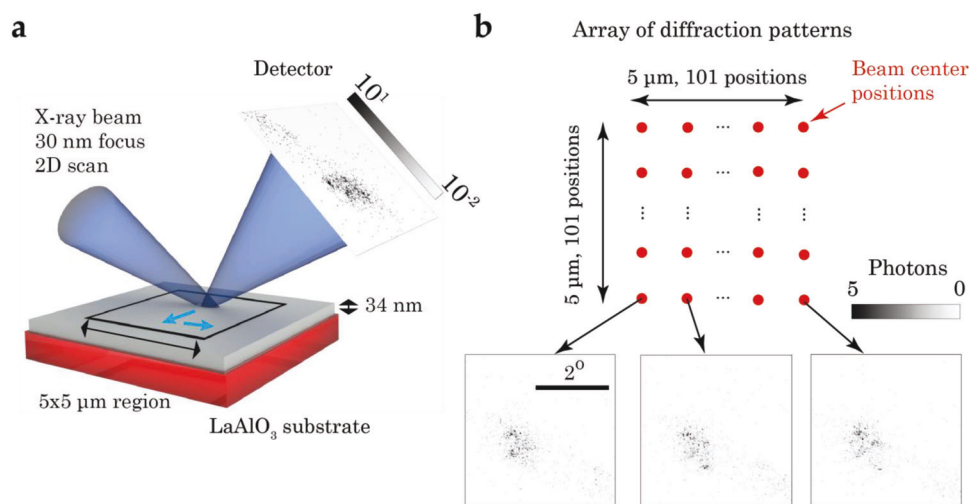 a
Detector
X-ray beam
30 nm focus
2D scan
10¹
10⁻²
34 nm
5x5 µm region
LaAlO₃ substrate
b
Array of diffraction patterns
5 µm, 101 positions
Beam center
positions
5 µm, 101 positions
...
...
...
...
...
...
...
...
Photons
5
0
2⁰